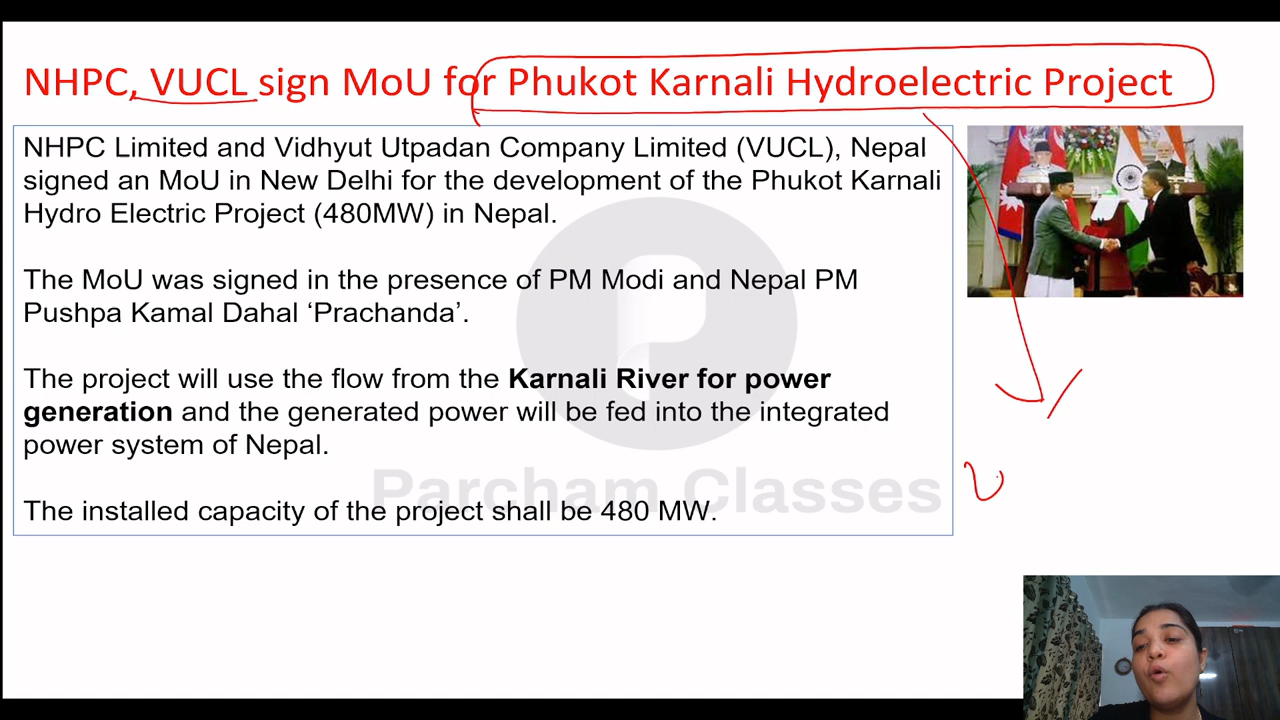 NHPC, VUCL sign MoU for Phukot Karnali Hydroelectric Project
NHPC Limited and Vidhyut Utpadan Company Limited (VUCL), Nepal
signed an MoU in New Delhi for the development of the Phukot Karnali
Hydro Electric Project (480MW) in Nepal.
The MoU was signed in the presence of PM Modi and Nepal PM
Pushpa Kamal Dahal ‘Prachanda’.
The project will use the flow from the Karnali River for power
generation and the generated power will be fed into the integrated
power system of Nepal.
Parcham Classes
The installed capacity of the project shall be 480 MW.